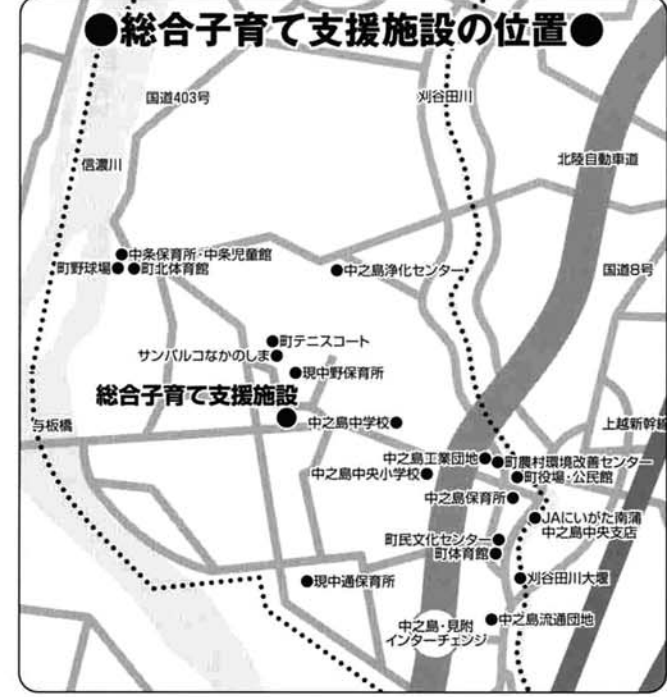 ●総合子育て支援施設の位置●
国道403号
刈谷田川
信濃川
北陸自動車道
中条保育所・中条児童館
町野球場
町北体育館
中之島浄化センター
国道8号
町テニスコート
サンパルコなかのしま
現中野保育所
総合子育て支援施設
与板橋
中之島中学校
上越新幹線
中之島工業団地
町農村環境改善センター
中之島中央小学校
町役場・公民館
中之島保育所
JAにいがた南蒲
中之島中央支店
町民文化センター
町体育館
現中通保育所
刈谷田川大堰
中之島・見附
インターチェンジ
中之島流通団地